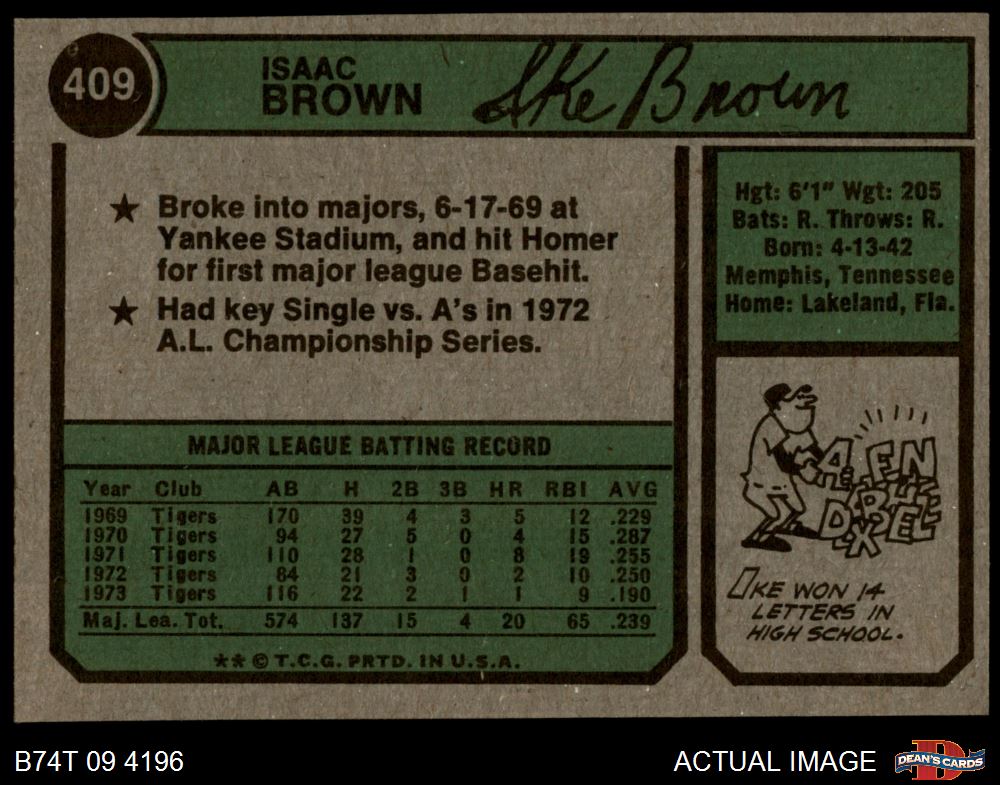 409
ISAAC
BROWN
Ike Brown
★ Broke into majors, 6-17-69 at
Yankee Stadium, and hit Homer
for first major league Basehit.
★ Had key Single vs. A's in 1972
A.L. Championship Series.
Hgt: 6'1" Wgt: 205
Bats: R. Throws: R.
Born: 4-13-42
Memphis, Tennessee
Home: Lakeland, Fla.
MAJOR LEAGUE BATTING RECORD
Year Club AB H 2B 3B HR RBI AVG
1969 Tigers 170 39 4 3 5 12 .229
1970 Tigers 94 27 5 0 4 15 .287
1971 Tigers 110 28 1 0 8 19 .255
1972 Tigers 84 21 3 0 2 10 .250
1973 Tigers 116 22 2 1 1 9 .190
Maj. Lea. Tot. 574 137 15 4 20 65 .239
★★ © T.C.G. PRTD. IN U.S.A.
IKE WON 14
LETTERS IN
HIGH SCHOOL.
B74T 09 4196
ACTUAL IMAGE
DEAN'S CARDS